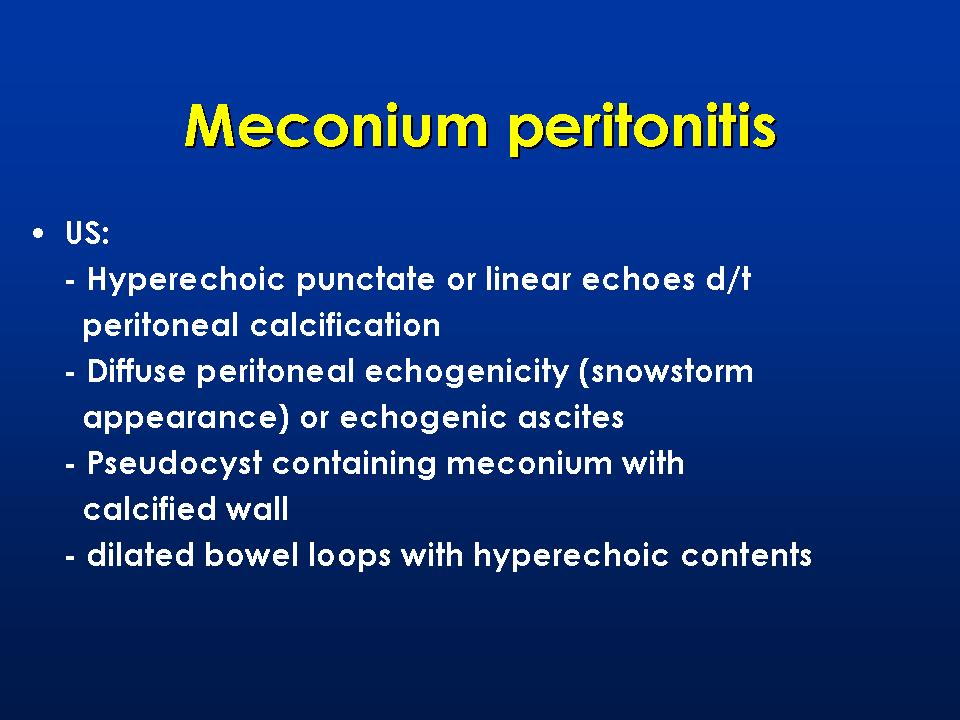 Meconium peritonitis
• US:
- Hyperechoic punctate or linear echoes d/t
peritoneal calcification
- Diffuse peritoneal echogenicity (snowstorm
appearance) or echogenic ascites
- Pseudocyst containing meconium with
calcified wall
- dilated bowel loops with hyperechoic contents